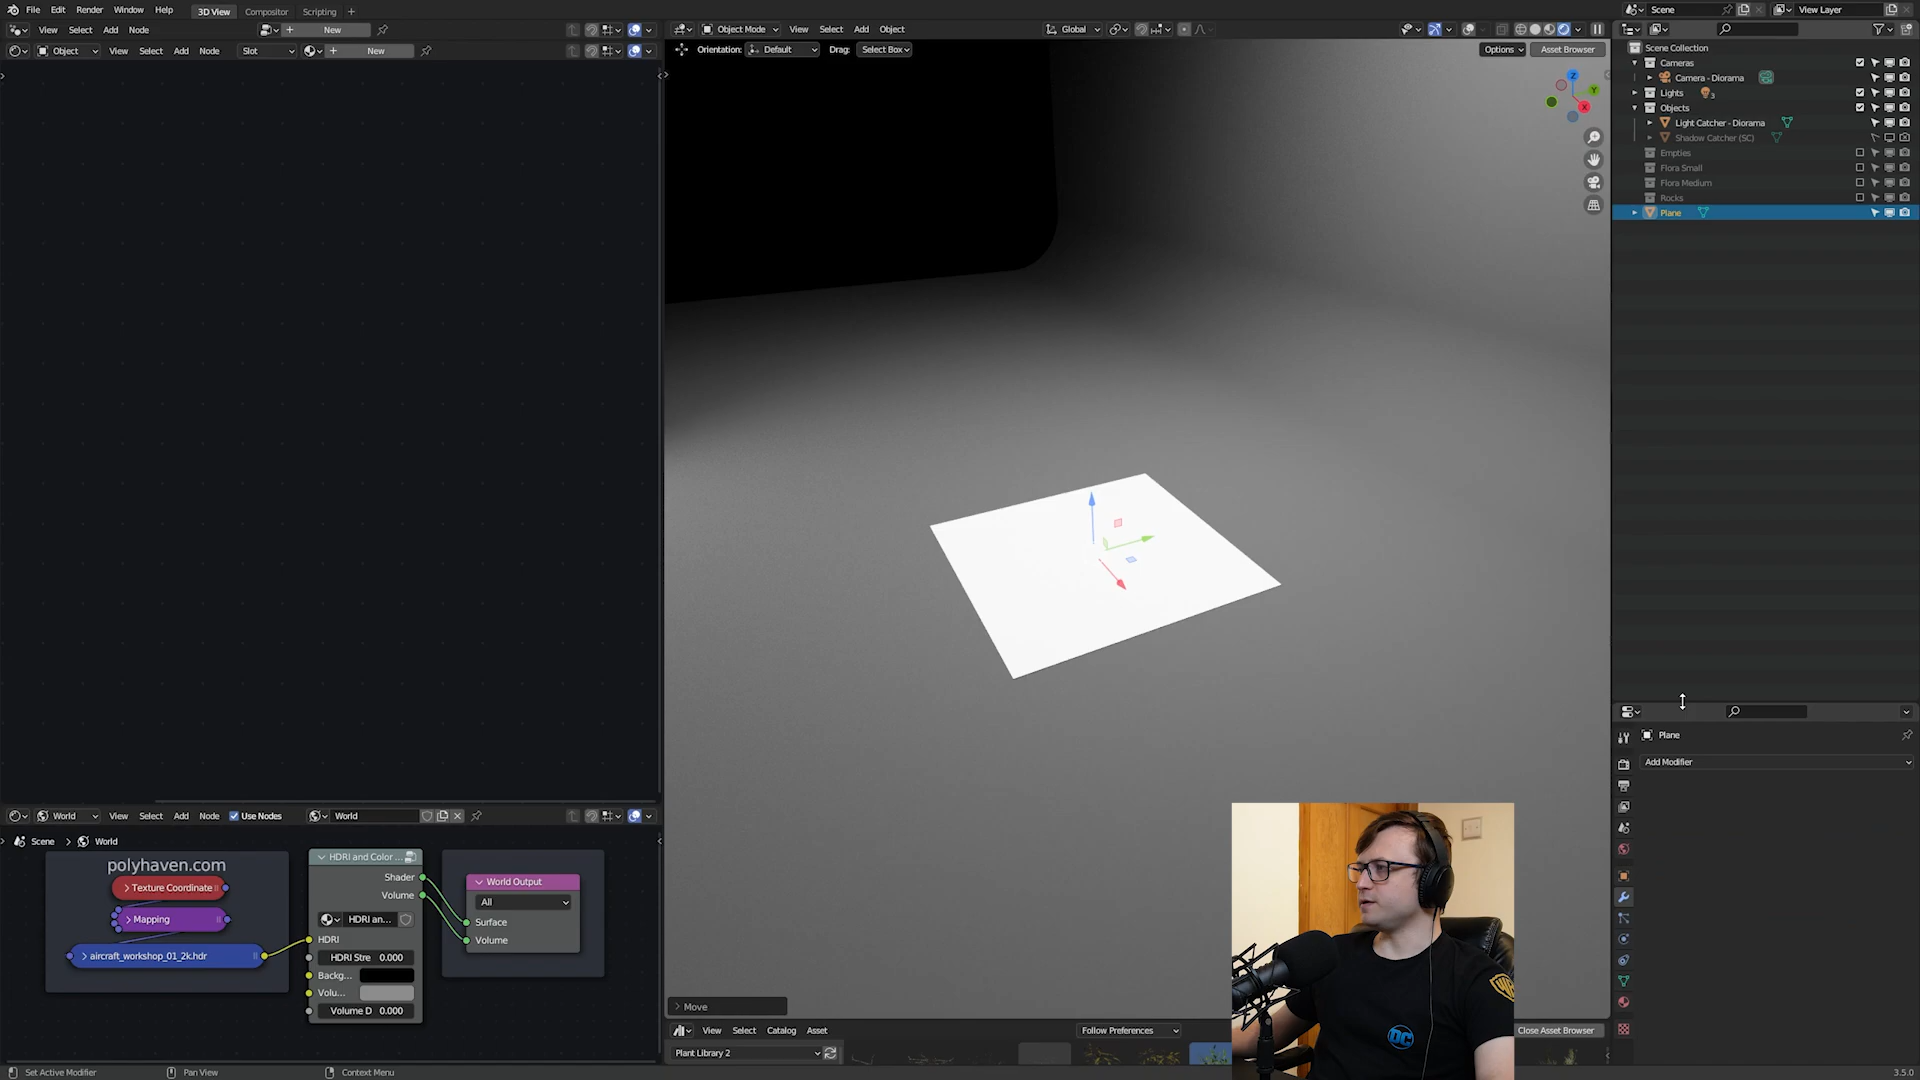 File Edit Render Window Help 3D View Compositor Scripting + Scene View Layer
View Select Add Node + New
Object View Select Add Node Slot + New
Object Mode View Select Add Object Global
Orientation: Default Drag: Select Box Options Asset Browser
Z
Y
X
Scene Collection
Cameras
Camera - Diorama
Lights 3
Objects
Light Catcher - Diorama
Shadow Catcher (SC)
Empties
Flora Small
Flora Medium
Rocks
Plane
Plane
Add Modifier
World View Select Add Node Use Nodes World
Scene > World
polyhaven.com
Texture Coordinate
Mapping
aircraft_workshop_01_2k.hdr
HDRI and Color ...
Shader
Volume
HDRI an...
HDRI
HDRI Stre 0.000
Backg...
Volu...
Volume D 0.000
World Output
All
Surface
Volume
> Move
View Select Catalog Asset Follow Preferences Close Asset Browser
Plant Library 2
DC
Set Active Modifier Pan View Context Menu 3.5.0